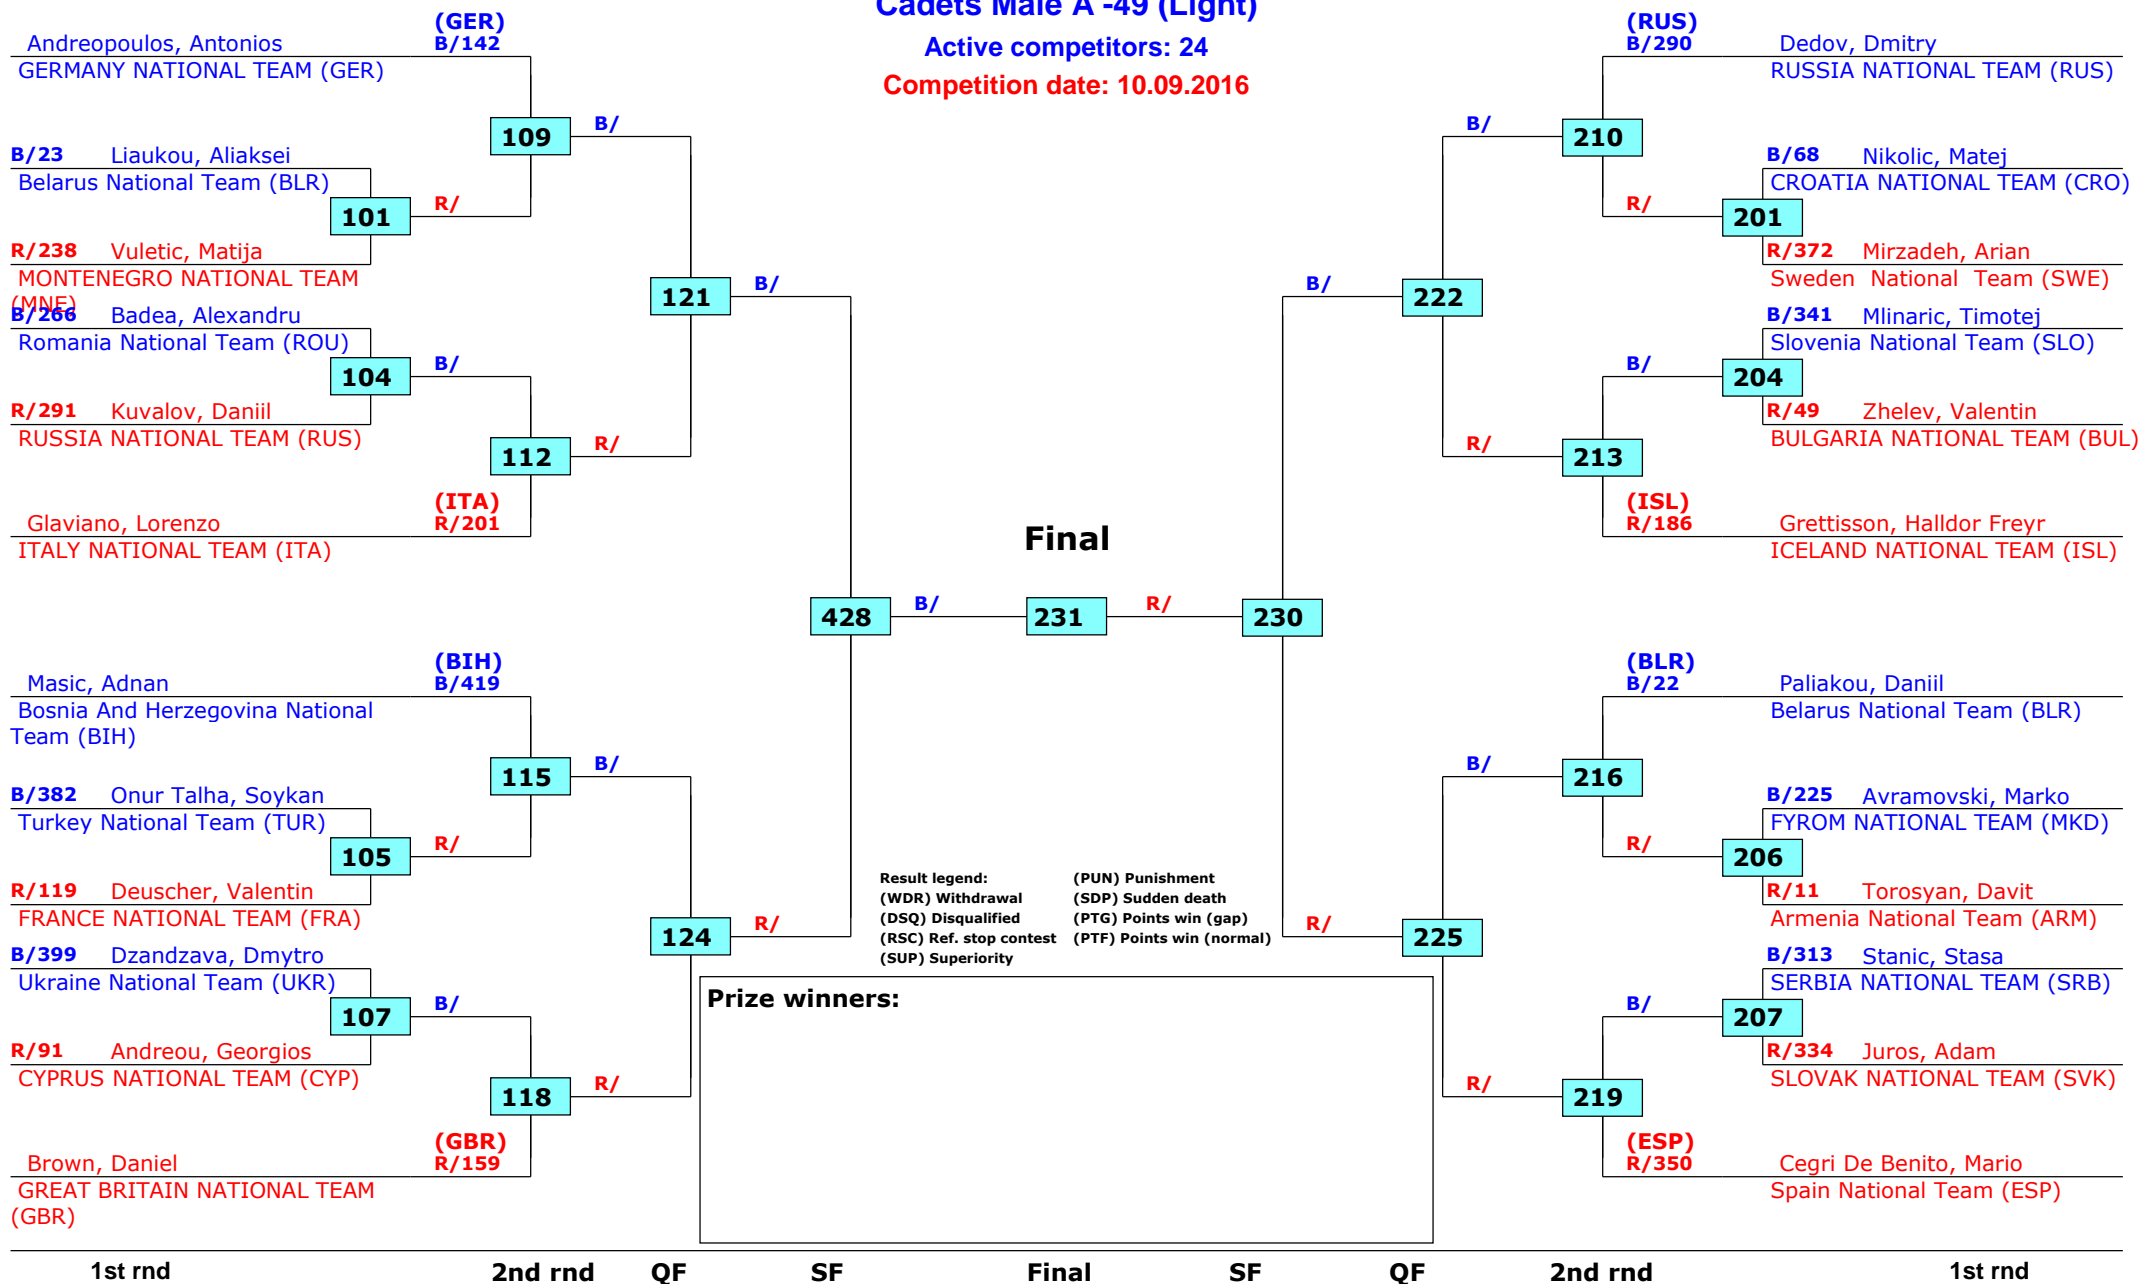 Cadets Male A -49 (Light)
Active competitors: 24
Competition date: 10.09.2016
(GER)
Andreopoulos, Antonios B/142
GERMANY NATIONAL TEAM (GER)
109
B/
B/23 Liaukou, Aliaksei
Belarus National Team (BLR)
101
R/
R/238 Vuletic, Matija
MONTENEGRO NATIONAL TEAM
(MNE)
121
B/
B/266 Badea, Alexandru
Romania National Team (ROU)
104
B/
R/291 Kuvalov, Daniil
RUSSIA NATIONAL TEAM (RUS)
112
R/
(ITA)
Glaviano, Lorenzo R/201
ITALY NATIONAL TEAM (ITA)
428
B/
(BIH)
Masic, Adnan B/419
Bosnia And Herzegovina National
Team (BIH)
115
B/
B/382 Onur Talha, Soykan
Turkey National Team (TUR)
105
R/
R/119 Deuscher, Valentin
FRANCE NATIONAL TEAM (FRA)
124
R/
B/399 Dzandzava, Dmytro
Ukraine National Team (UKR)
107
B/
R/91 Andreou, Georgios
CYPRUS NATIONAL TEAM (CYP)
118
R/
(GBR)
Brown, Daniel R/159
GREAT BRITAIN NATIONAL TEAM
(GBR)
Final
231
(RUS)
B/290 Dedov, Dmitry
RUSSIA NATIONAL TEAM (RUS)
B/
210
B/68 Nikolic, Matej
CROATIA NATIONAL TEAM (CRO)
R/
201
R/372 Mirzadeh, Arian
Sweden National Team (SWE)
B/
222
B/341 Mlinaric, Timotej
Slovenia National Team (SLO)
B/
204
R/49 Zhelev, Valentin
BULGARIA NATIONAL TEAM (BUL)
R/
213
(ISL)
R/186 Grettisson, Halldor Freyr
ICELAND NATIONAL TEAM (ISL)
R/
230
(BLR)
B/22 Paliakou, Daniil
Belarus National Team (BLR)
B/
216
B/225 Avramovski, Marko
FYROM NATIONAL TEAM (MKD)
R/
206
R/11 Torosyan, Davit
Armenia National Team (ARM)
R/
225
B/313 Stanic, Stasa
SERBIA NATIONAL TEAM (SRB)
B/
207
R/334 Juros, Adam
SLOVAK NATIONAL TEAM (SVK)
R/
219
(ESP)
R/350 Cegri De Benito, Mario
Spain National Team (ESP)
Result legend: (PUN) Punishment
(WDR) Withdrawal (SDP) Sudden death
(DSQ) Disqualified (PTG) Points win (gap)
(RSC) Ref. stop contest (PTF) Points win (normal)
(SUP) Superiority
Prize winners:
1st rnd 2nd rnd QF SF Final SF QF 2nd rnd 1st rnd